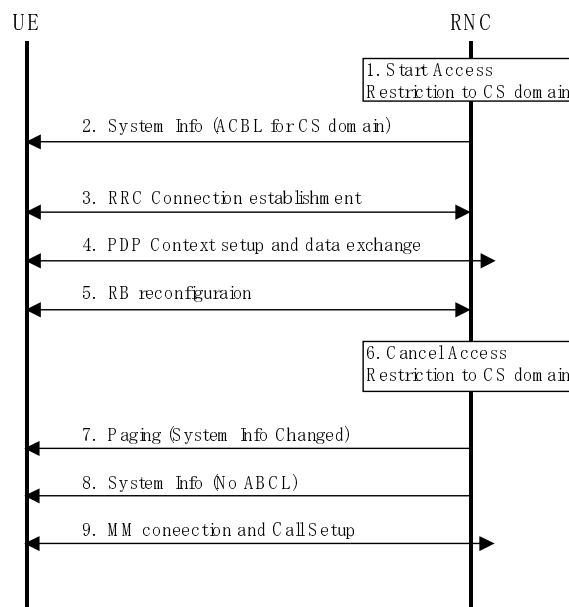 UE
RNC
1. Start Access
Restriction to CS domain
2. System Info (ACBL for CS domain)
3. RRC Connection establishment
4. PDP Context setup and data exchange
5. RB reconfiguraion
6. Cancel Access
Restriction to CS domain
7. Paging (System Info Changed)
8. System Info (No ABCL)
9. MM coneection and Call Setup